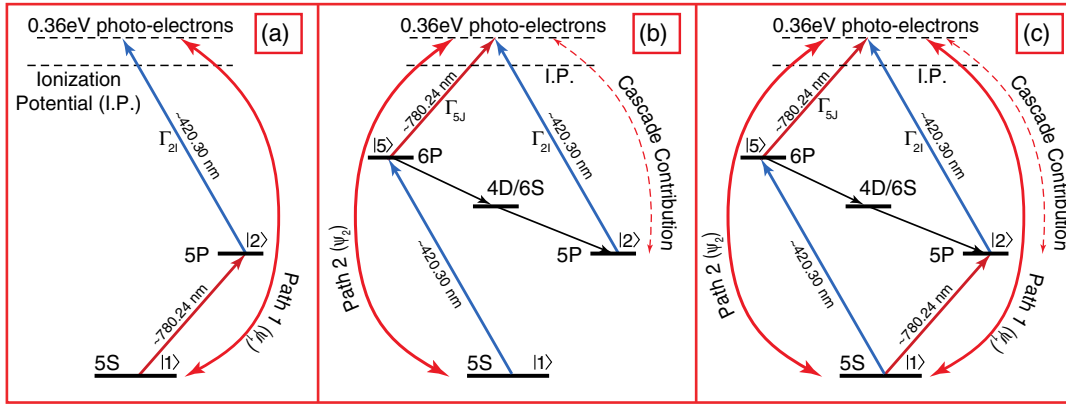 0.36eV photo-electrons
(a)
Ionization
Potential (I.P.)
~420.30 nm
Γ2I
|2⟩
5P
~780.24 nm
Path 1 (ψ1)
5S
|1⟩
0.36eV photo-electrons
(b)
I.P.
~780.24 nm
Γ5J
~420.30 nm
Γ2I
Cascade Contribution
|5⟩
6P
4D/6S
|2⟩
5P
Path 2 (ψ2)
~420.30 nm
5S
|1⟩
0.36eV photo-electrons
(c)
I.P.
~780.24 nm
Γ5J
~420.30 nm
Γ2I
Cascade Contribution
|5⟩
6P
4D/6S
|2⟩
5P
Path 2 (ψ2)
~420.30 nm
~780.24 nm
Path 1 (ψ1)
5S
|1⟩